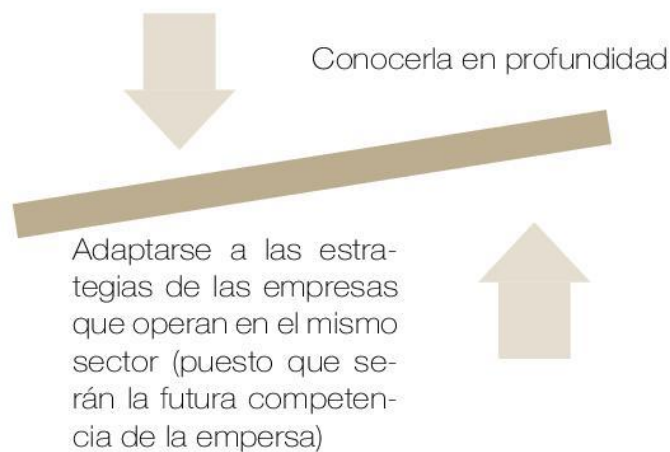 Conocerla en profundidad
Adaptarse a las estra-
tegias de las empresas
que operan en el mismo
sector (puesto que se-
rán la futura competen-
cia de la empersa)